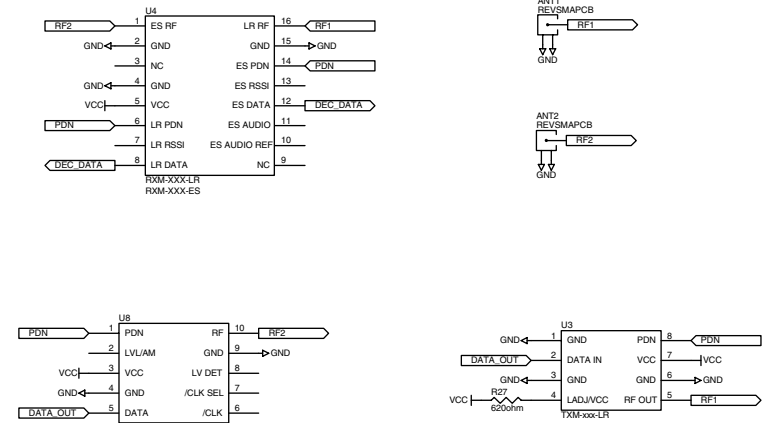 U4
RF2 1 ES RF LR RF 16 RF1
GND 2 GND GND 15 GND
3 NC ES PDN 14 PDN
GND 4 GND ES RSSI 13
VCC 5 VCC ES DATA 12 DEC_DATA
PDN 6 LR PDN ES AUDIO 11
7 LR RSSI ES AUDIO REF 10
DEC_DATA 8 LR DATA NC 9
RXM-XXX-LR
RXM-XXX-ES
ANT1
REVSMAPCB
RF1
GND
ANT2
REVSMAPCB
RF2
GND
U8
PDN 1 PDN RF 10 RF2
2 LVL/AM GND 9 GND
VCC 3 VCC LV DET 8
GND 4 GND /CLK SEL 7
DATA_OUT 5 DATA /CLK 6
U3
GND 1 GND PDN 8 PDN
DATA_OUT 2 DATA IN VCC 7 VCC
GND 3 GND GND 6 GND
R27
VCC 4 LADJ/VCC RF OUT 5 RF1
620ohm
TXM-xxx-LR